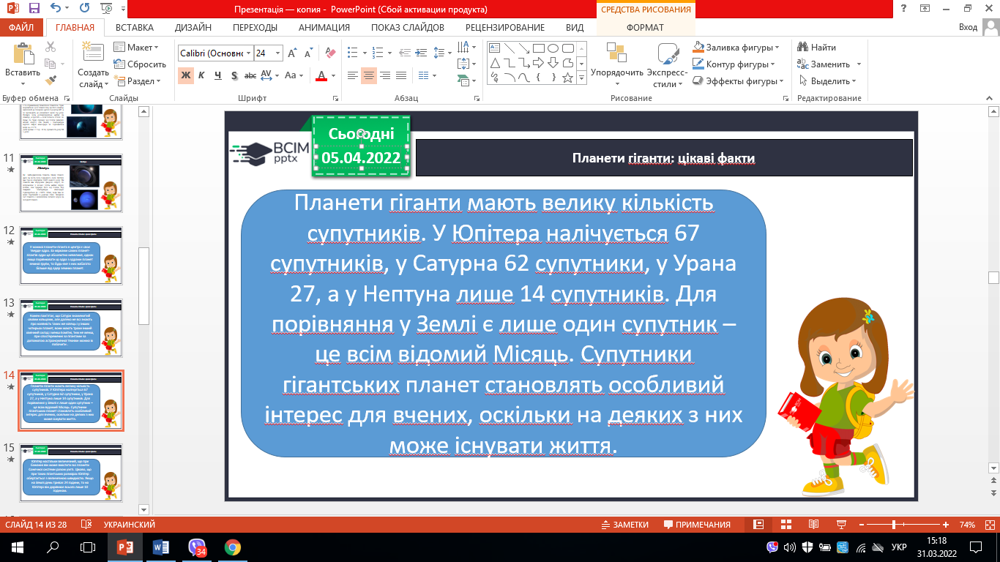 Презентація — копия - PowerPoint (Сбой активации продукта)
СРЕДСТВА РИСОВАНИЯ
ФАЙЛ ГЛАВНАЯ ВСТАВКА ДИЗАЙН ПЕРЕХОДЫ АНИМАЦИЯ ПОКАЗ СЛАЙДОВ РЕЦЕНЗИРОВАНИЕ ВИД ФОРМАТ Вход
Вставить
Создать слайд
Макет
Сбросить
Раздел
Calibri (Основнс 24
Ж К Ч S abc AV Aa А
Упорядочить
Экспресс-стили
Заливка фигуры
Контур фигуры
Эффекты фигуры
Найти
Заменить
Выделить
Буфер обмена Слайды Шрифт Абзац Рисование Редактирование
11
12
13
14
15
Сьогодні
05.04.2022
ВСІМ
pptx
Планети гіганти: цікаві факти
Планети гіганти мають велику кількість
супутників. У Юпітера налічується 67
супутників, у Сатурна 62 супутники, у Урана
27, а у Нептуна лише 14 супутників. Для
порівняння у Землі є лише один супутник –
це всім відомий Місяць. Супутники
гігантських планет становлять особливий
інтерес для вчених, оскільки на деяких з них
може існувати життя.
СЛАЙД 14 ИЗ 28 УКРАИНСКИЙ ЗАМЕТКИ ПРИМЕЧАНИЯ 74%
34
УКР
15:18
31.03.2022